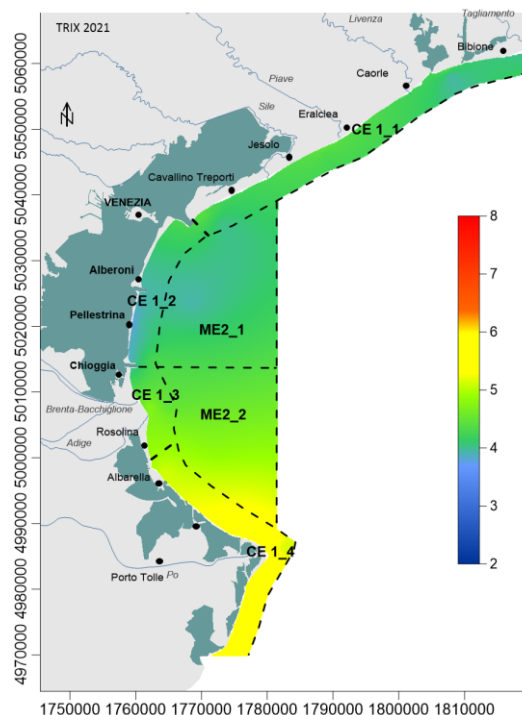 TRIX 2021
Livenza
Tagliamento
Bibione
Caorle
Piave
Eralclea
CE 1_1
Sile
Jesolo
Cavallino Treporti
VENEZIA
Alberoni
CE 1_2
Pellestrina
ME2_1
Chioggia
CE 1_3
Brenta-Bacchiglione
ME2_2
Rosolina
Adige
Albarella
CE 1_4
Porto Tolle
Po
8
7
6
5
4
3
2
5060000
5050000
5040000
5030000
5020000
5010000
5000000
4990000
4980000
4970000
1750000 1760000 1770000 1780000 1790000 1800000 1810000
N